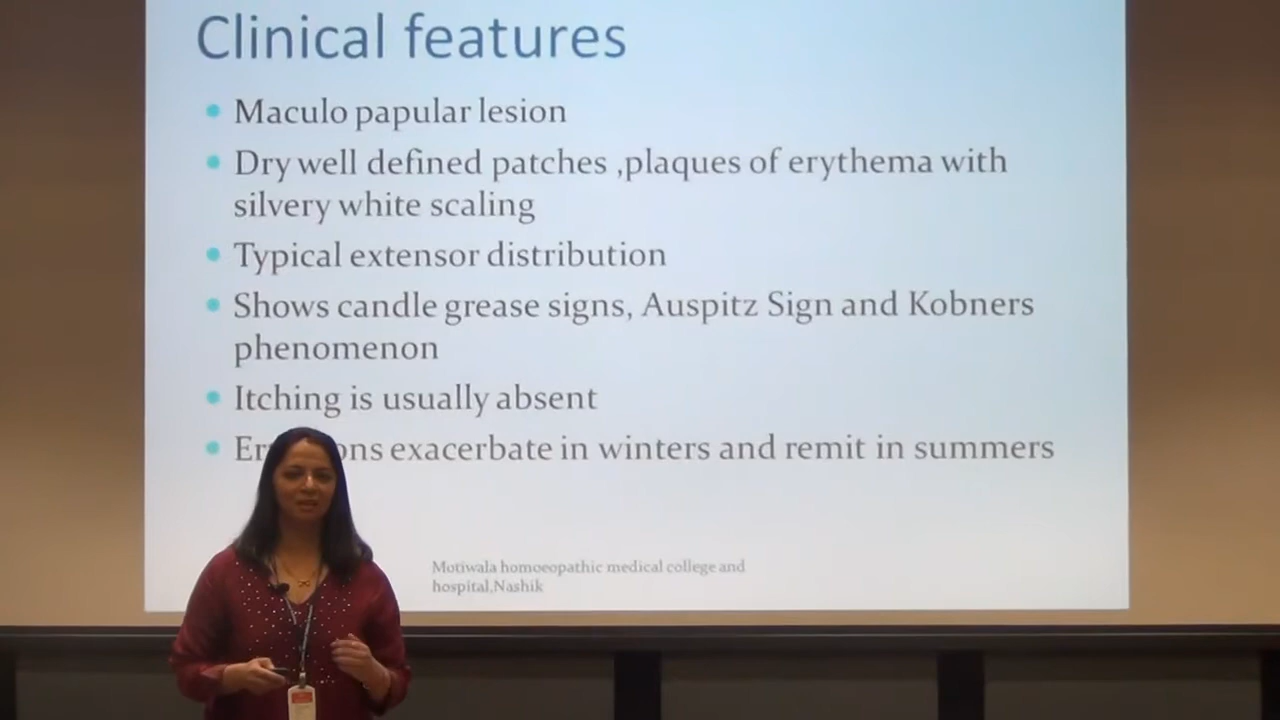 Clinical features
Maculo papular lesion
Dry well defined patches ,plaques of erythema with
silvery white scaling
Typical extensor distribution
Shows candle grease signs, Auspitz Sign and Kobners
phenomenon
Itching is usually absent
exacerbate in winters and remit in summers
Motiwala homoeopathic medical college and
hospital,Nashik